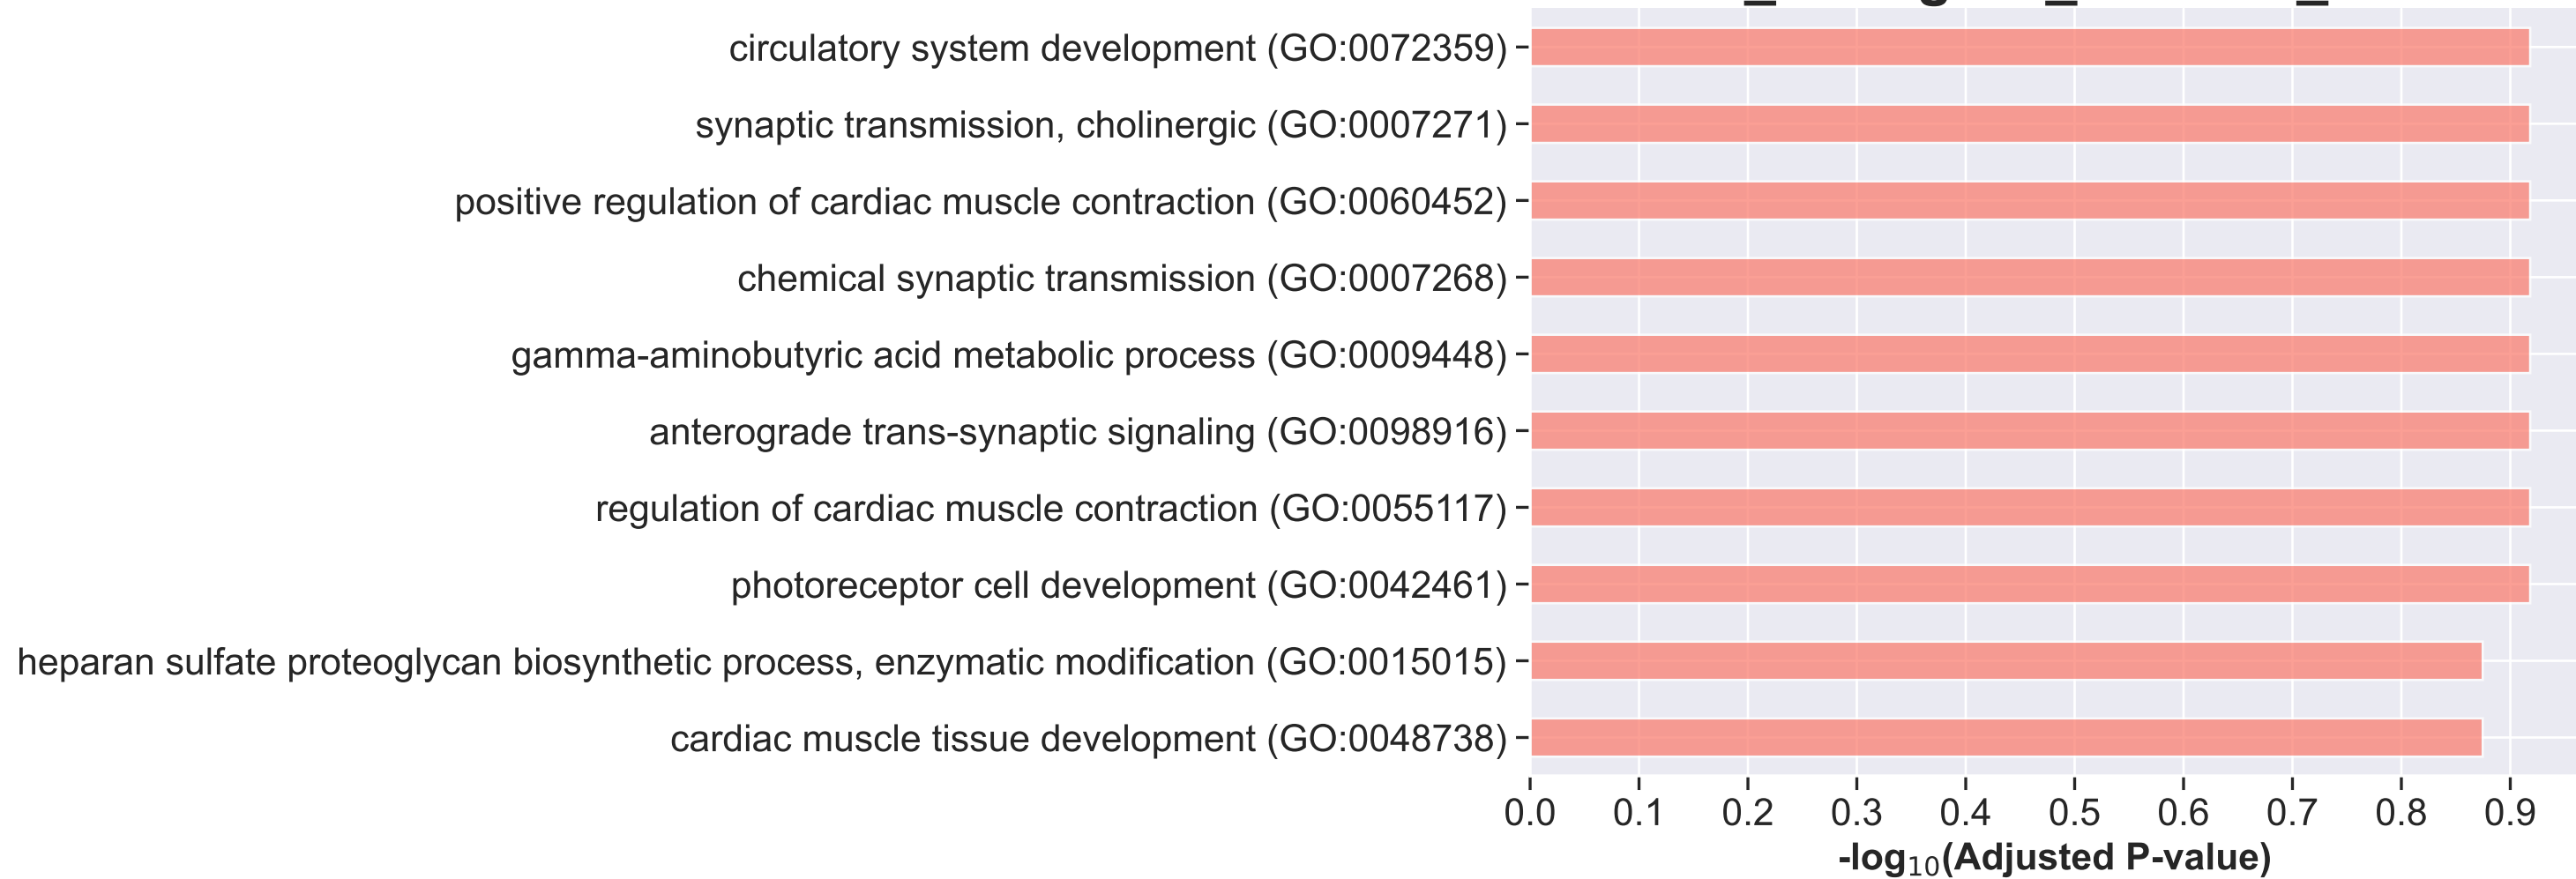 circulatory system development (GO:0072359)
synaptic transmission, cholinergic (GO:0007271)
positive regulation of cardiac muscle contraction (GO:0060452)
chemical synaptic transmission (GO:0007268)
gamma-aminobutyric acid metabolic process (GO:0009448)
anterograde trans-synaptic signaling (GO:0098916)
regulation of cardiac muscle contraction (GO:0055117)
photoreceptor cell development (GO:0042461)
heparan sulfate proteoglycan biosynthetic process, enzymatic modification (GO:0015015)
cardiac muscle tissue development (GO:0048738)
0.0 0.1 0.2 0.3 0.4 0.5 0.6 0.7 0.8 0.9
-log₁₀(Adjusted P-value)